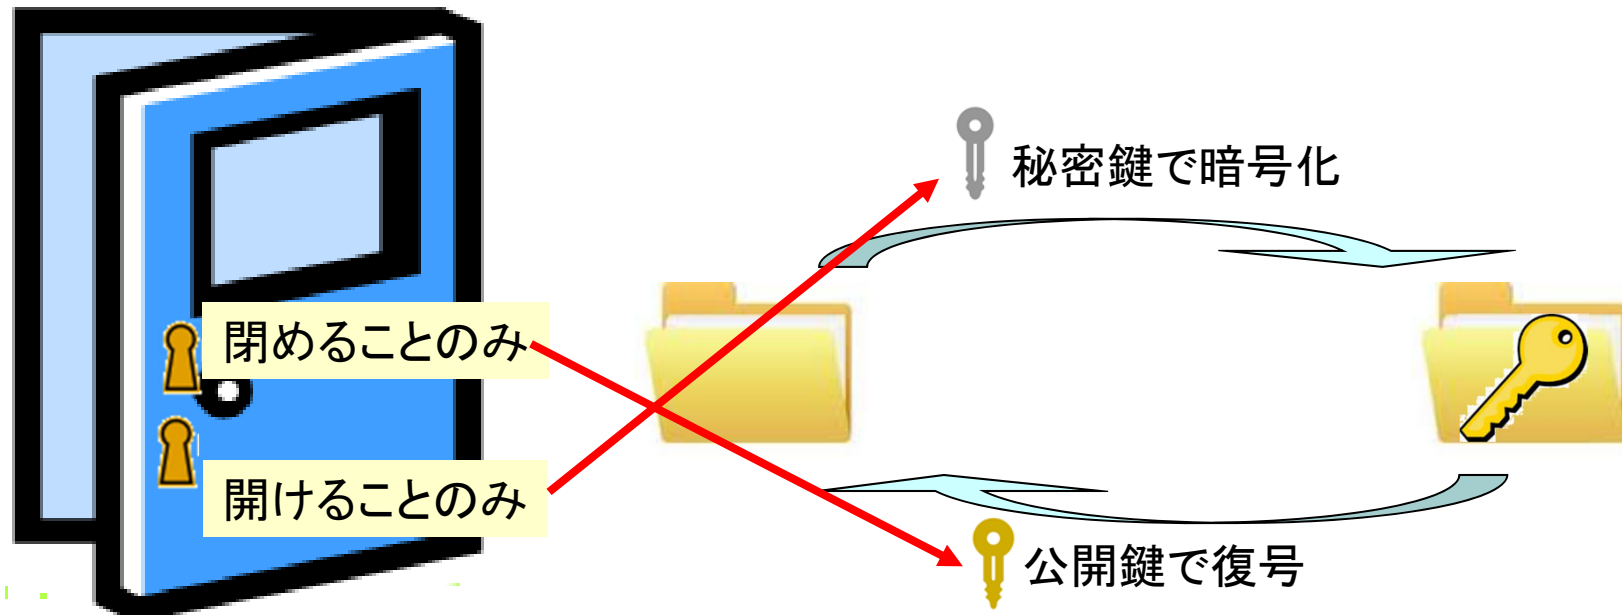 秘密鍵で暗号化
閉めることのみ
開けることのみ
公開鍵で復号